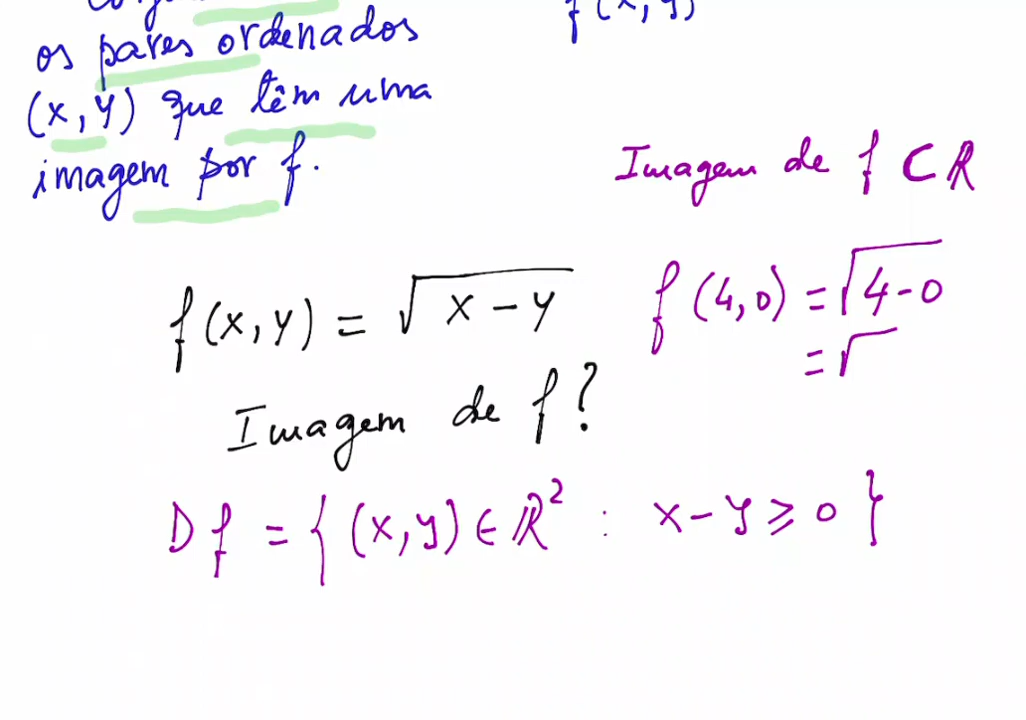 os pares ordenados
(x, y) que têm uma
imagem por f.
f(x, y)
Imagem de f ⊂ ℝ
f(x, y) = √(x - y)
f(4, 0) = √(4-0)
= √
Imagem de f?
Df = {(x, y) ∈ ℝ² : x - y ≥ 0}